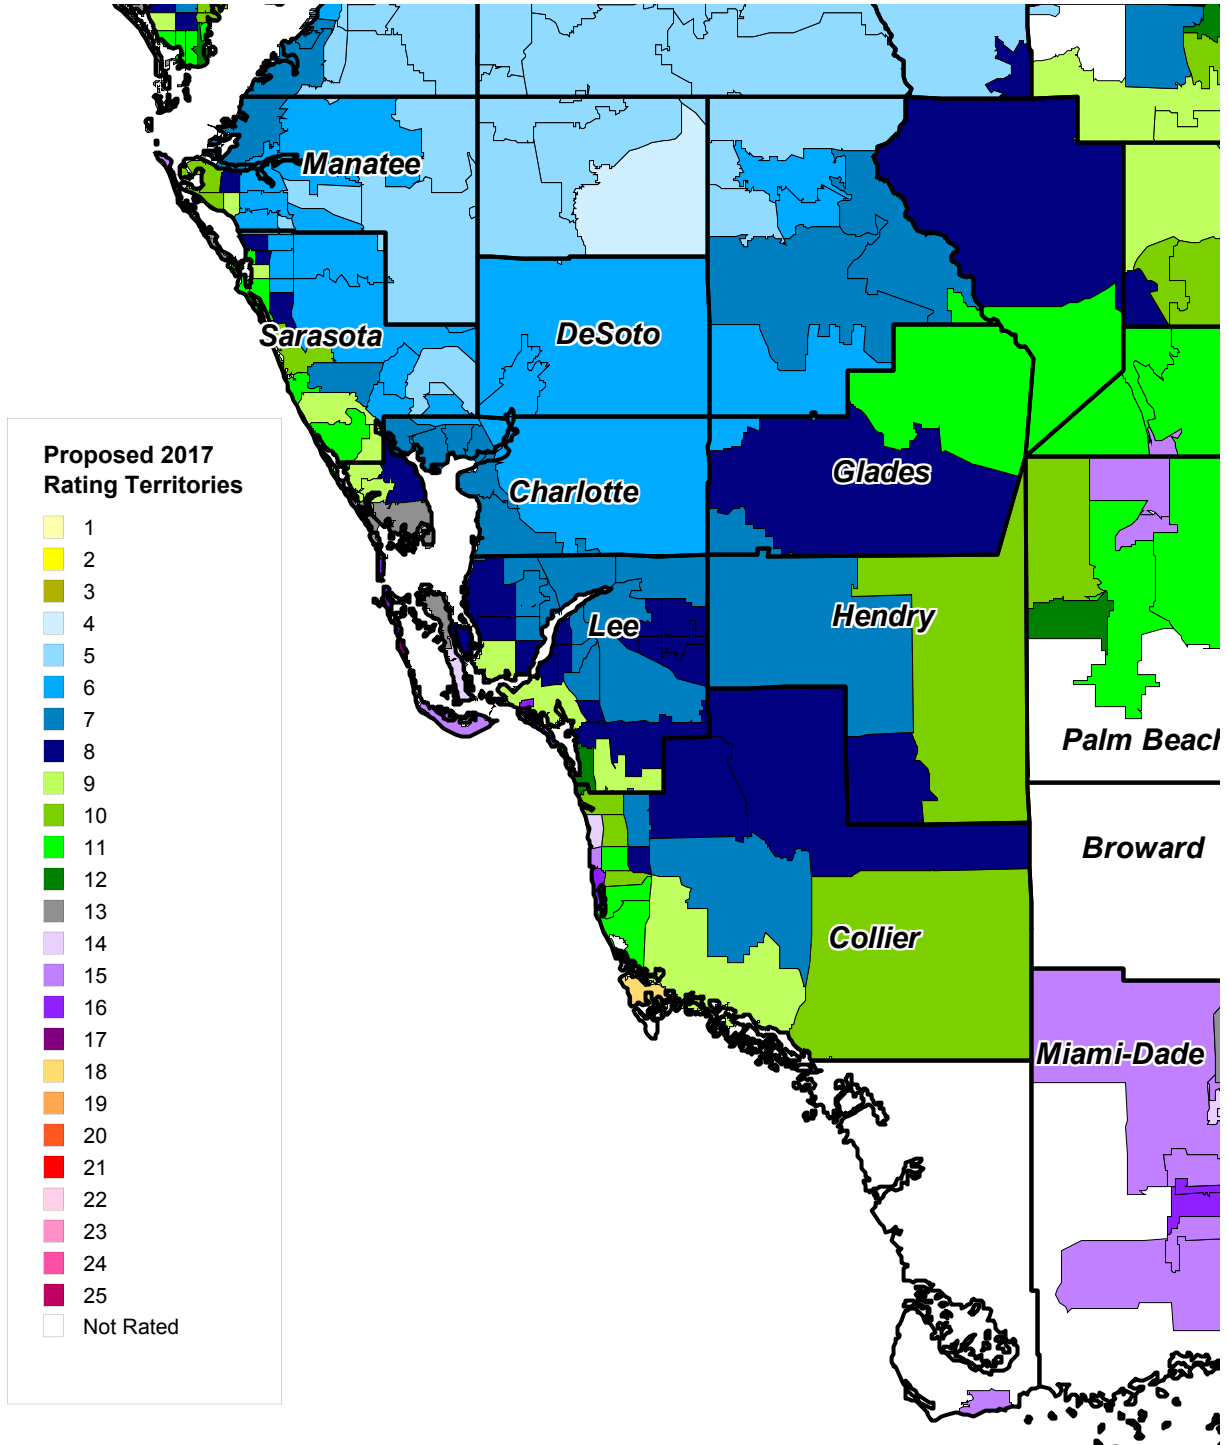 Manatee
Sarasota
DeSoto
Charlotte
Glades
Lee
Hendry
Palm Beach
Broward
Collier
Miami-Dade
Proposed 2017
Rating Territories
1
2
3
4
5
6
7
8
9
10
11
12
13
14
15
16
17
18
19
20
21
22
23
24
25
Not Rated